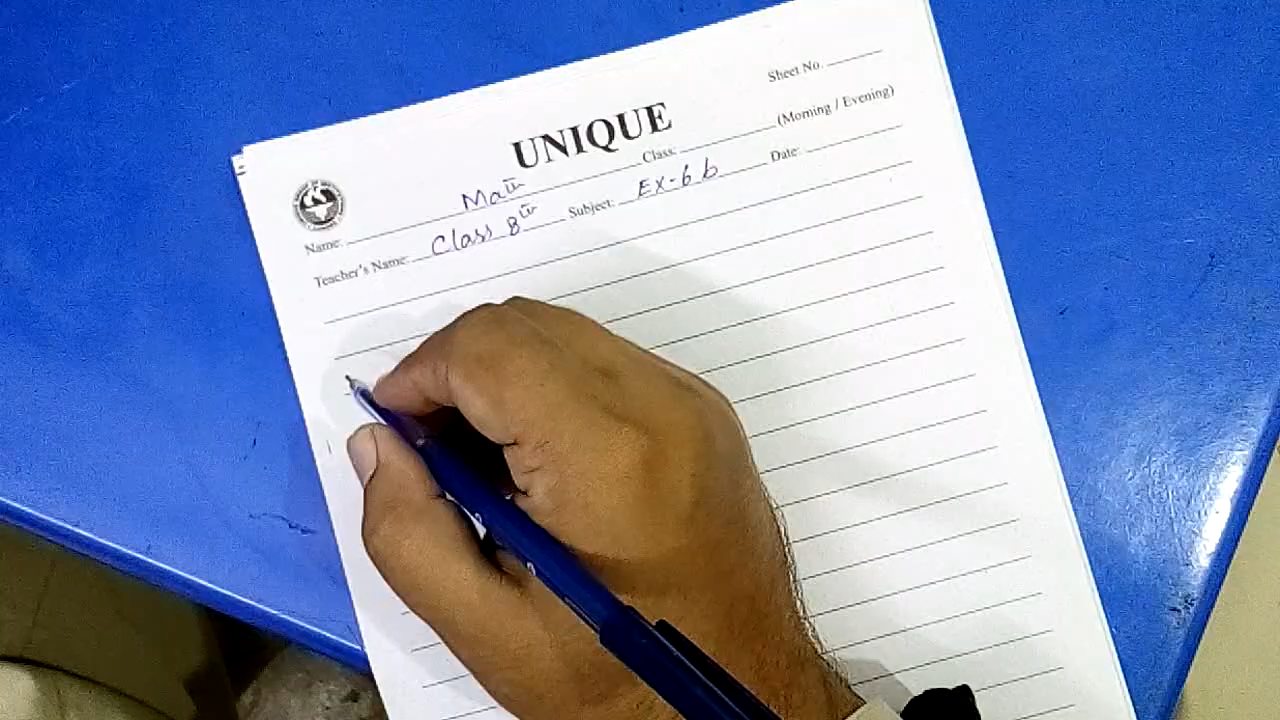 Sheet No.
UNIQUE
(Morning / Evening)
Name: Math Class:
Teacher's Name: Class 8th Subject: Ex-6b Date: